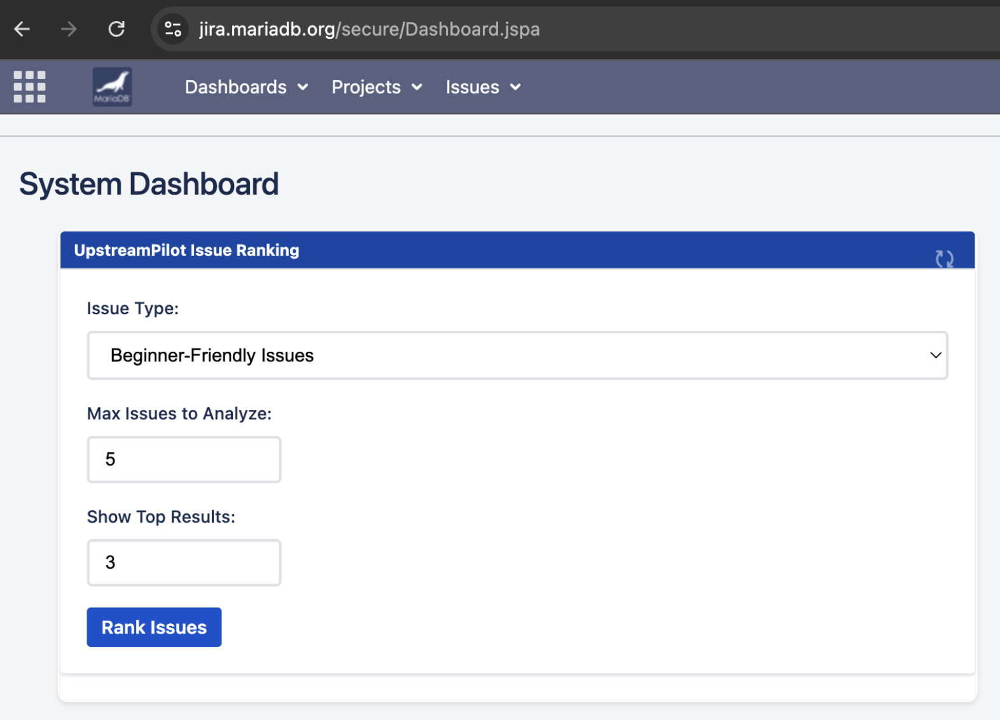 jira.mariadb.org/secure/Dashboard.jspa
MariaDB
Dashboards Projects Issues
System Dashboard
UpstreamPilot Issue Ranking
Issue Type:
Beginner-Friendly Issues
Max Issues to Analyze:
5
Show Top Results:
3
Rank Issues